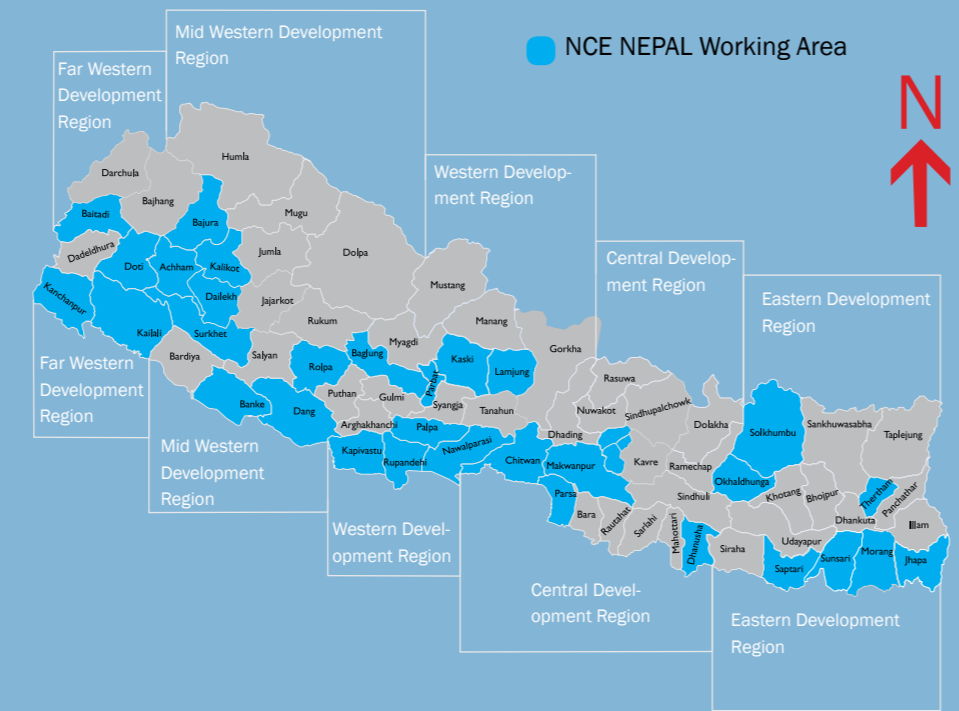 Mid Western Development
Region
NCE NEPAL Working Area
Far Western
Development
Region
N
Western Develop-
ment Region
Central Develop-
ment Region
Eastern Development
Region
Humla
Darchula
Bajhang
Baitadi
Bajura
Mugu
Dadeldhura
Doti
Achham
Kalikot
Jumla
Dolpa
Kanchanpur
Dailekh
Jajarkot
Mustang
Kailali
Surkhet
Rukum
Manang
Bardiya
Salyan
Myagdi
Gorkha
Rolpa
Baglung
Parbat
Kaski
Lamjung
Rasuwa
Banke
Dang
Puthan
Gulmi
Syangja
Tanahun
Nuwakot
Sindhupalchowk
Dolakha
Solkhumbu
Sankhuwasabha
Taplejung
Arghakhanchi
Palpa
Dhading
Kapivastu
Rupandehi
Nawalparasi
Chitwan
Makwanpur
Kavre
Ramechap
Okhaldhunga
Khotang
Bhojpur
Thertham
Panchathar
Parsa
Bara
Rautahat
Sarlahi
Sindhuli
Mahottari
Dhanusha
Siraha
Udayapur
Dhankuta
Illam
Saptari
Sunsari
Morang
Jhapa
Far Western
Development
Region
Mid Western
Development
Region
Western Devel-
opment Region
Central Devel-
opment Region
Eastern Development
Region